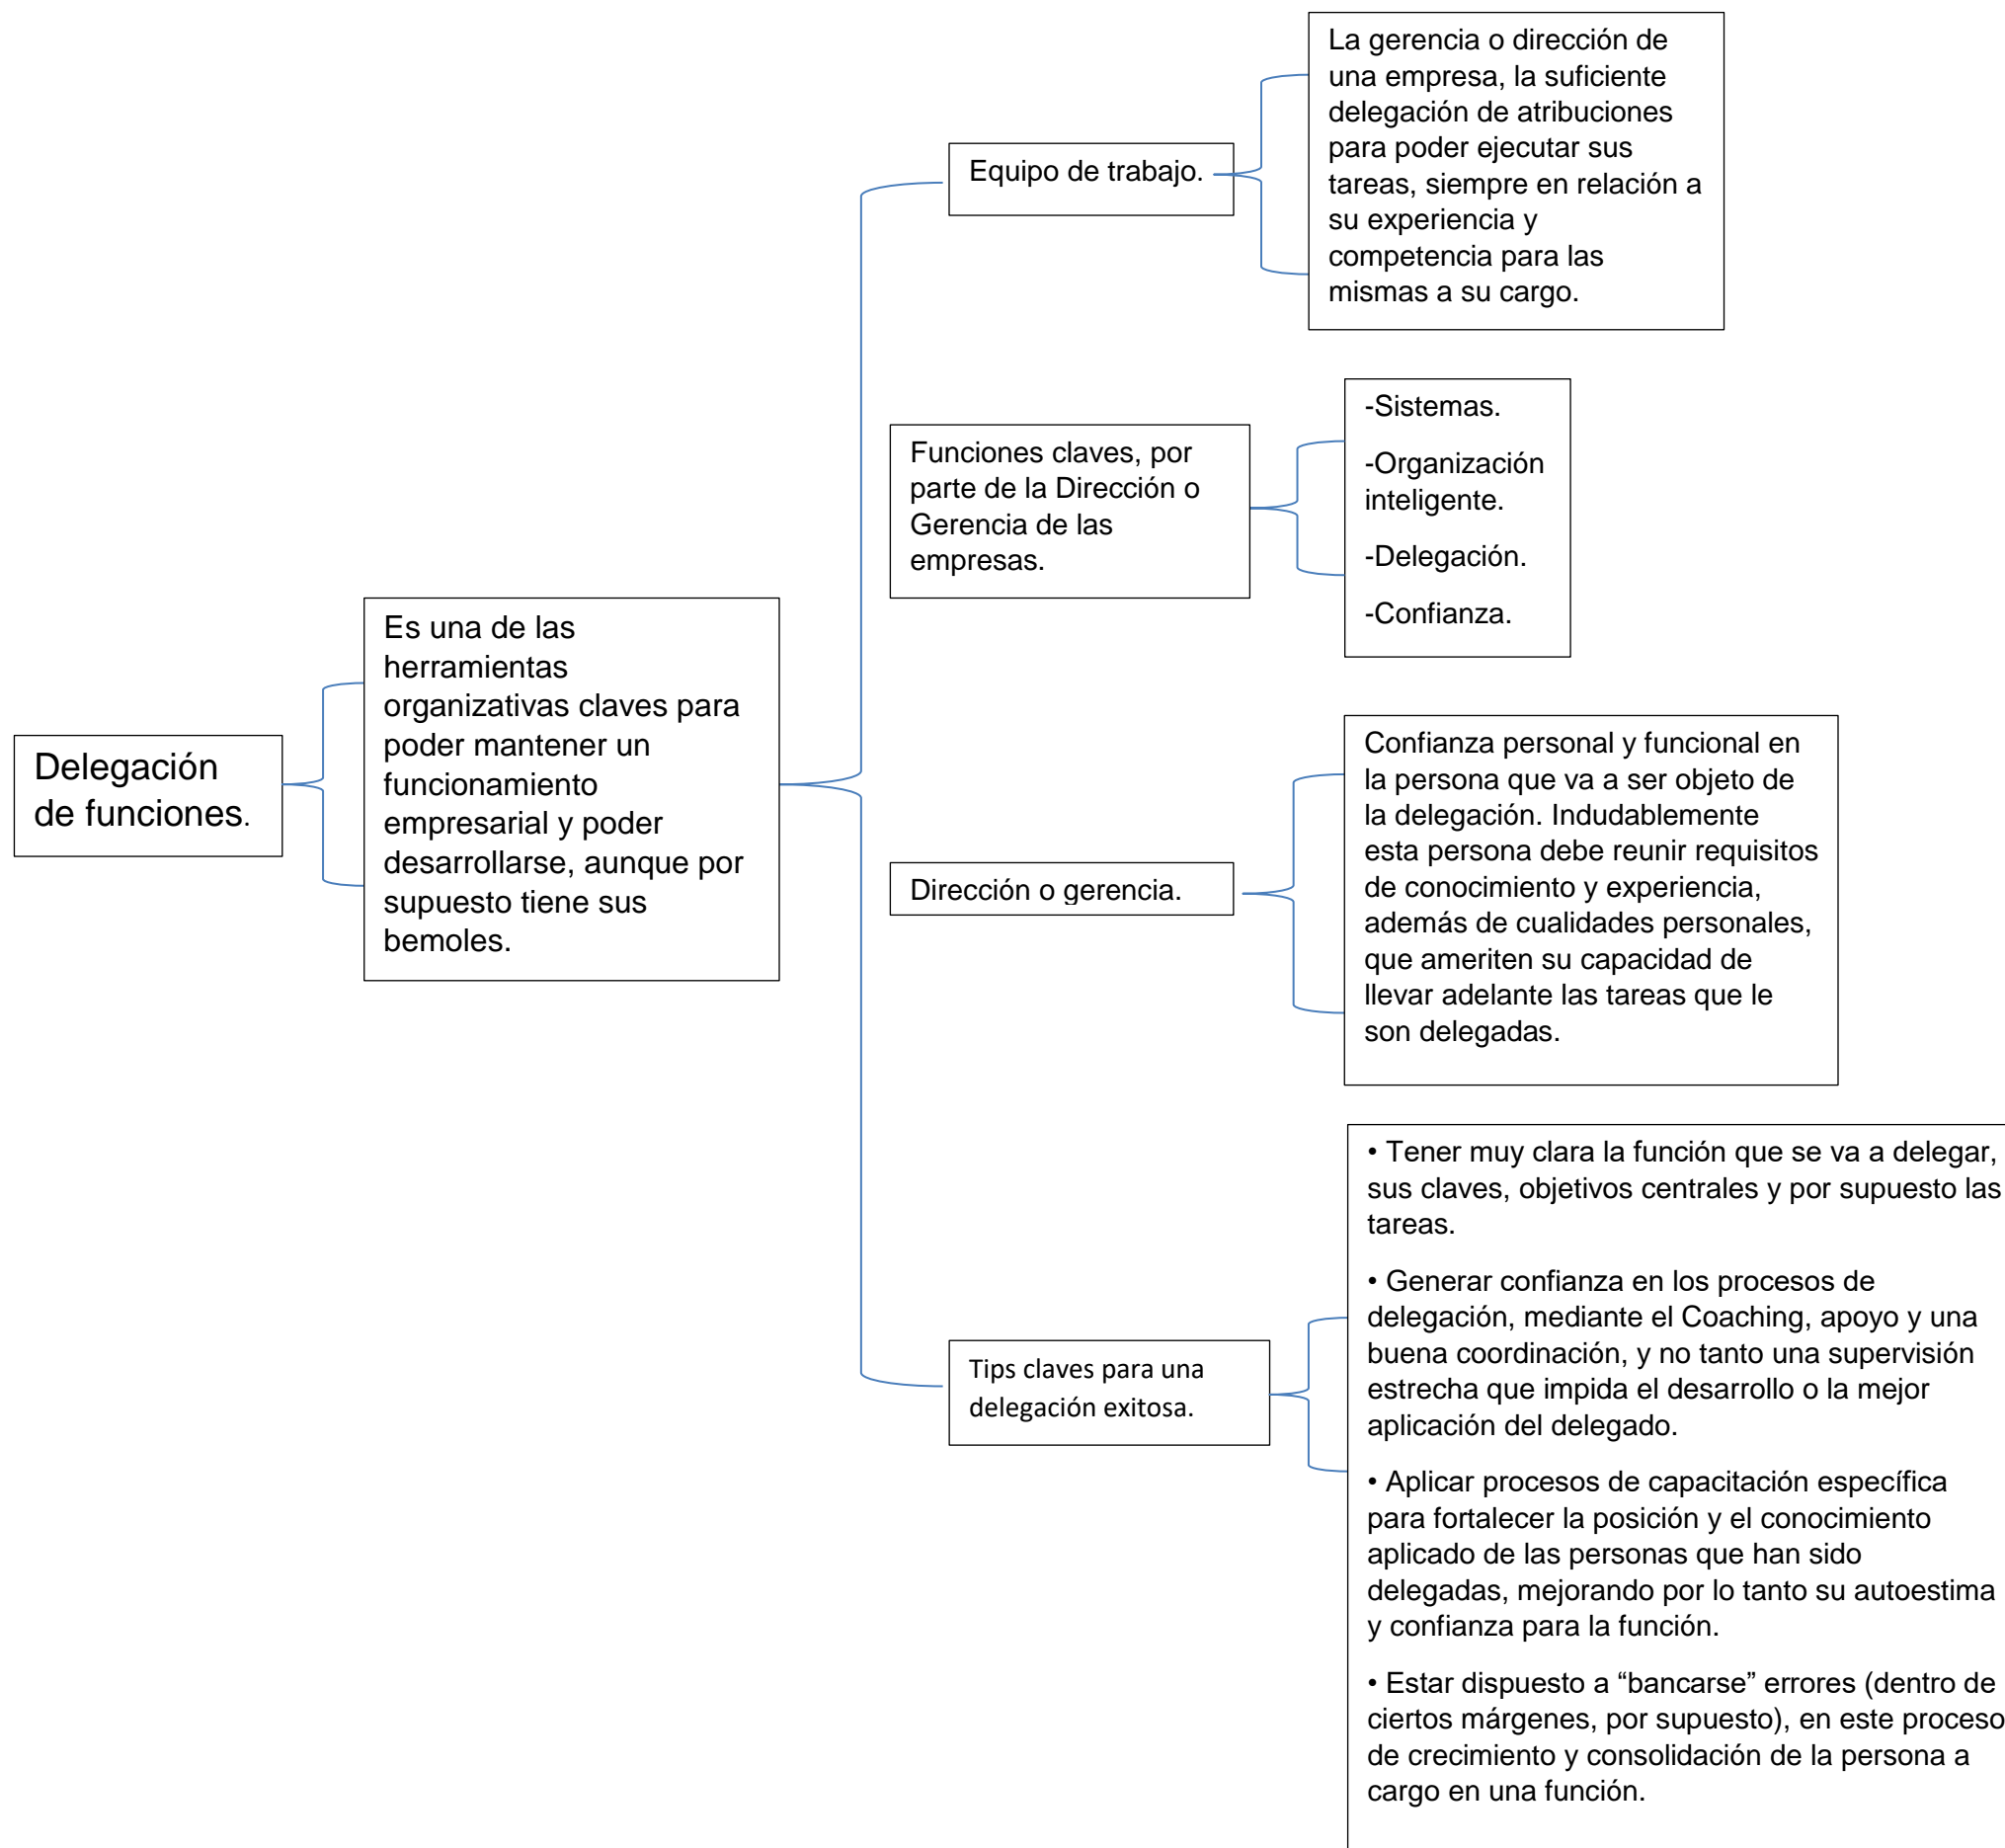 Delegación
de funciones.
Es una de las
herramientas
organizativas claves para
poder mantener un
funcionamiento
empresarial y poder
desarrollarse, aunque por
supuesto tiene sus
bemoles.
Equipo de trabajo.
La gerencia o dirección de
una empresa, la suficiente
delegación de atribuciones
para poder ejecutar sus
tareas, siempre en relación a
su experiencia y
competencia para las
mismas a su cargo.
Funciones claves, por
parte de la Dirección o
Gerencia de las
empresas.
-Sistemas.
-Organización
inteligente.
-Delegación.
-Confianza.
Dirección o gerencia.
Confianza personal y funcional en
la persona que va a ser objeto de
la delegación. Indudablemente
esta persona debe reunir requisitos
de conocimiento y experiencia,
además de cualidades personales,
que ameriten su capacidad de
llevar adelante las tareas que le
son delegadas.
Tips claves para una
delegación exitosa.
• Tener muy clara la función que se va a delegar,
sus claves, objetivos centrales y por supuesto las
tareas.
• Generar confianza en los procesos de
delegación, mediante el Coaching, apoyo y una
buena coordinación, y no tanto una supervisión
estrecha que impida el desarrollo o la mejor
aplicación del delegado.
• Aplicar procesos de capacitación específica
para fortalecer la posición y el conocimiento
aplicado de las personas que han sido
delegadas, mejorando por lo tanto su autoestima
y confianza para la función.
• Estar dispuesto a “bancarse” errores (dentro de
ciertos márgenes, por supuesto), en este proceso
de crecimiento y consolidación de la persona a
cargo en una función.